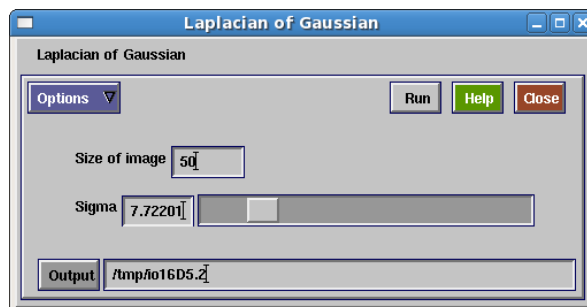 Laplacian of Gaussian
Laplacian of Gaussian
Options Run Help Close
Size of image 50
Sigma 7.72201
Output /tmp/io16D5.2